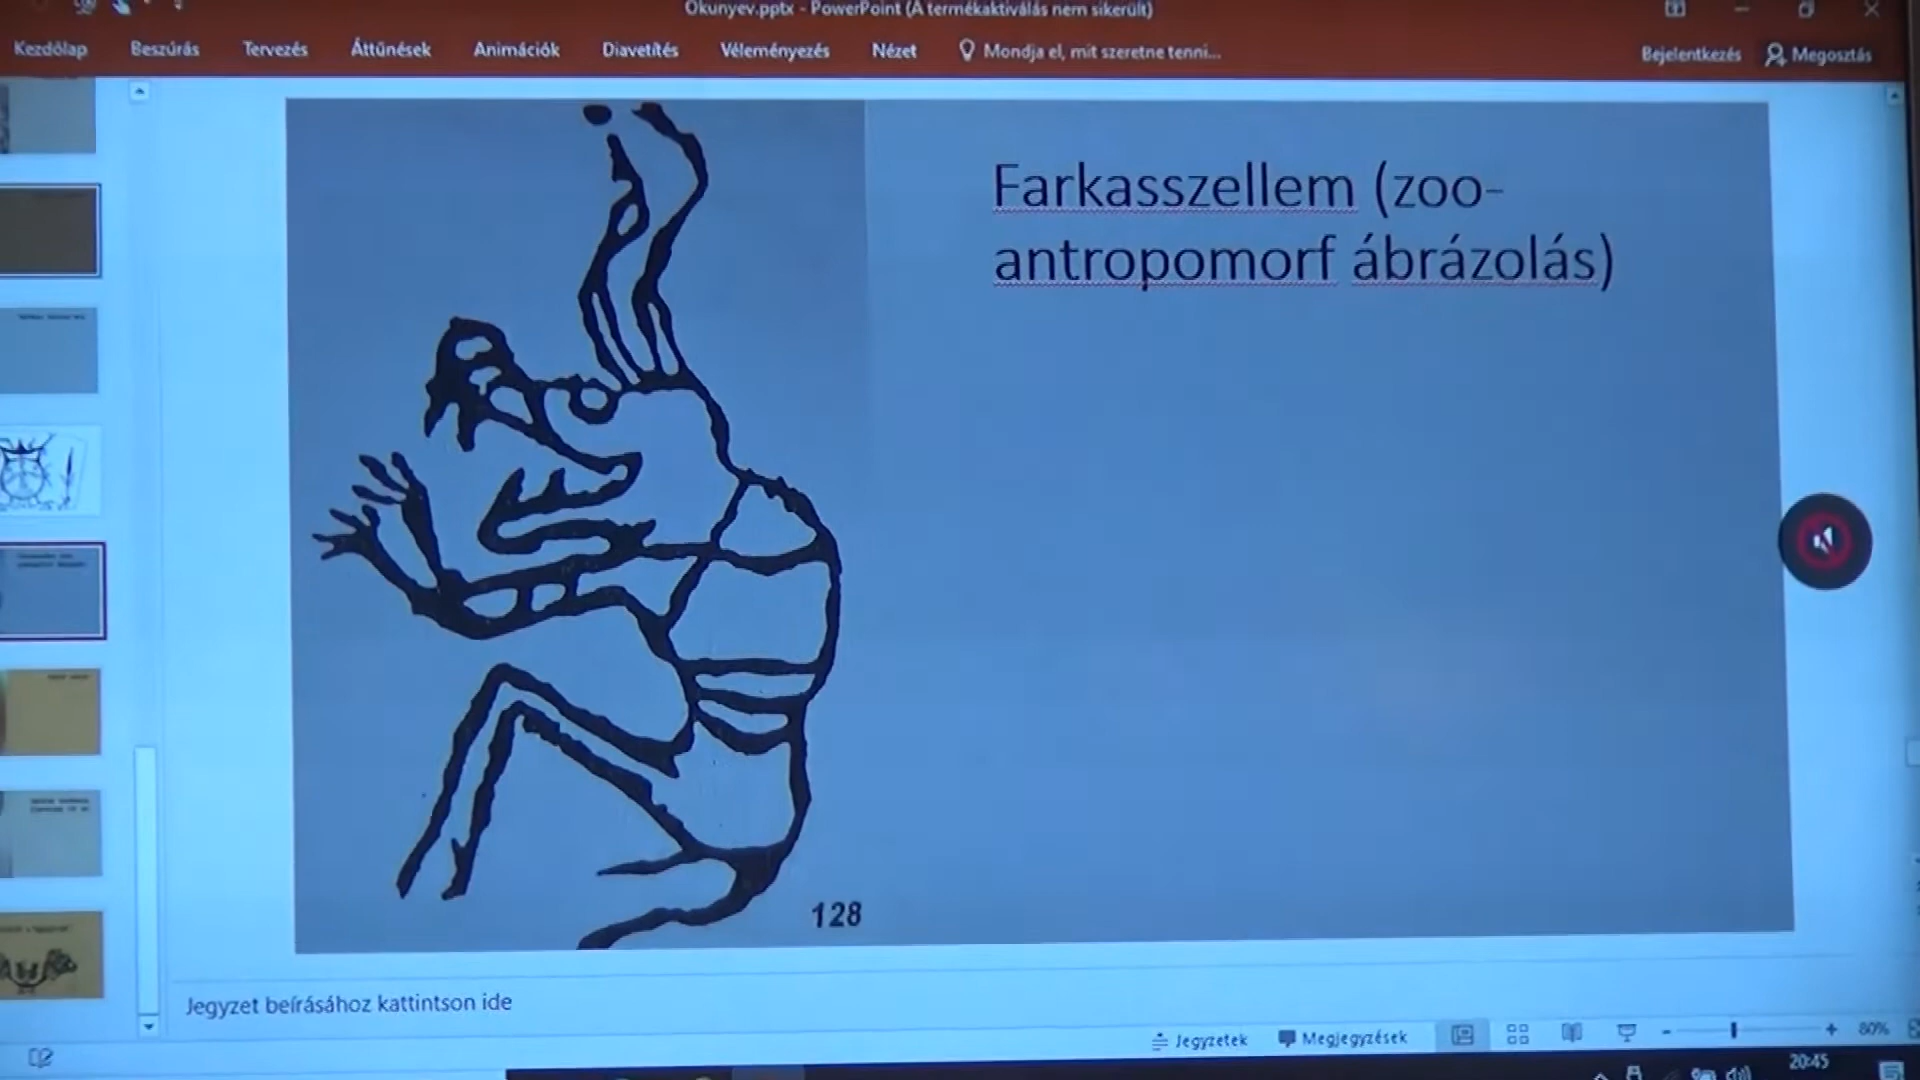 Okunyev.pptx - PowerPoint (A termékaktiválás nem sikerült)
Kezdőlap Beszúrás Tervezés Áttűnések Animációk Diavetítés Véleményezés Nézet Mondja el, mit szeretne tenni... Bejelentkezés Megosztás
Farkasszellem (zoo-
antropomorf ábrázolás)
128
Jegyzet beírásához kattintson ide
Jegyzetek Megjegyzések 80%
20:45